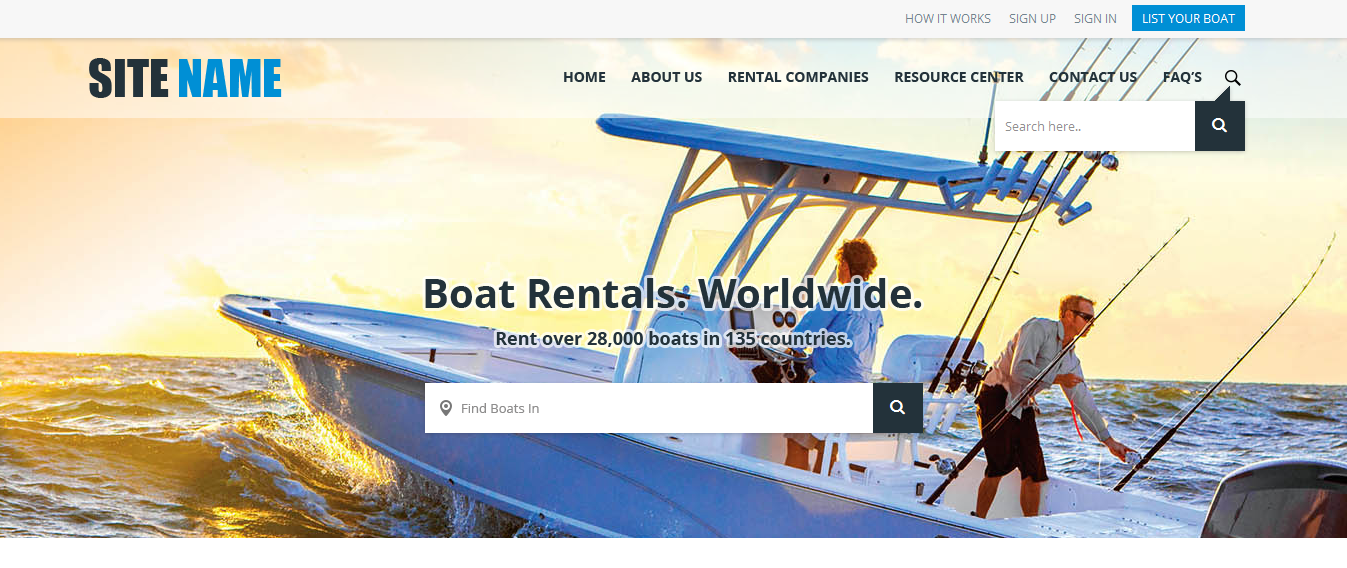 HOW IT WORKS SIGN UP SIGN IN LIST YOUR BOAT
SITE NAME
HOME ABOUT US RENTAL COMPANIES RESOURCE CENTER CONTACT US FAQ'S
Search here..
Boat Rentals. Worldwide.
Rent over 28,000 boats in 135 countries.
Find Boats In